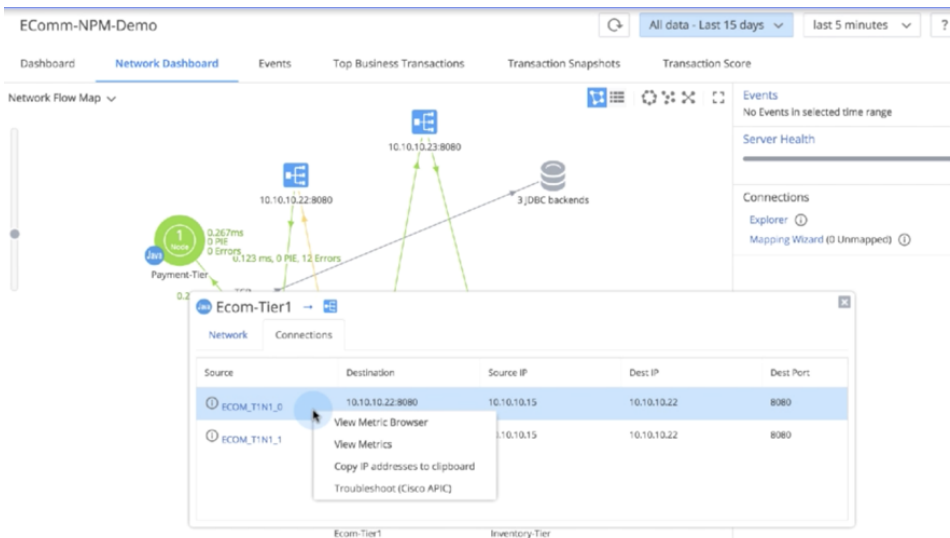 EComm-NPM-Demo
All data - Last 15 days
last 5 minutes
?
Dashboard
Network Dashboard
Events
Top Business Transactions
Transaction Snapshots
Transaction Score
Network Flow Map
10.10.10.23:8080
10.10.10.22:8080
3 JDBC backends
1
Node
Java
0.267ms
0 PIE
0 Errors
0.123 ms, 0 PIE, 12 Errors
Payment-Tier
Events
No Events in selected time range
Server Health
Connections
Explorer
Mapping Wizard (0 Unmapped)
Java Ecom-Tier1
Network
Connections
Source Destination Source IP Dest IP Dest Port
ECOM_T1N1_0 10.10.10.22:8080 10.10.10.15 10.10.10.22 8080
ECOM_T1N1_1 10.10.10.22 8080
View Metric Browser
View Metrics
Copy IP addresses to clipboard
Troubleshoot (Cisco APIC)
Ecom-Tier1 Inventory-Tier